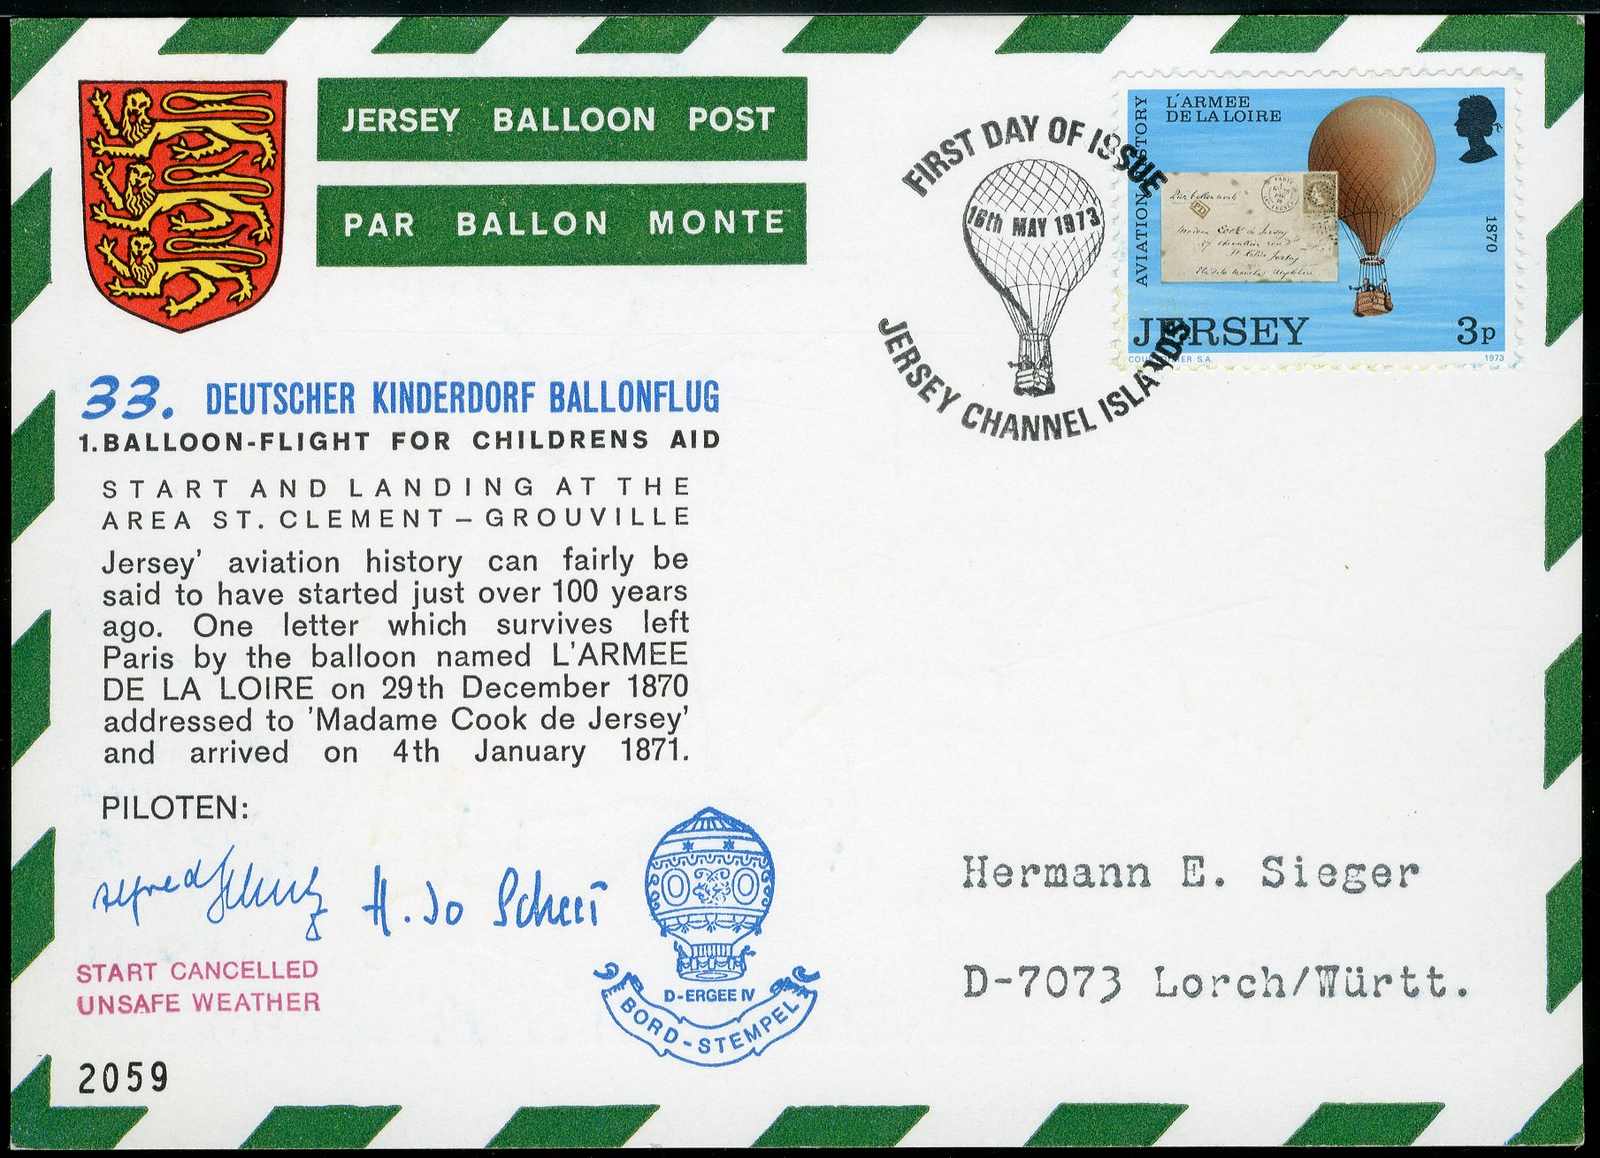 JERSEY BALLOON POST
PAR BALLON MONTE
FIRST DAY OF ISSUE
16th MAY 1973
JERSEY CHANNEL ISLANDS
AVIATION HISTORY
L'ARMEE
DE LA LOIRE
1870
JERSEY
3p
COURVOISIER S.A.
1973
33. DEUTSCHER KINDERDORF BALLONFLUG
1.BALLOON-FLIGHT FOR CHILDRENS AID
START AND LANDING AT THE
AREA ST. CLEMENT – GROUVILLE
Jersey' aviation history can fairly be
said to have started just over 100 years
ago. One letter which survives left
Paris by the balloon named L'ARMEE
DE LA LOIRE on 29th December 1870
addressed to 'Madame Cook de Jersey'
and arrived on 4th January 1871.
PILOTEN:
Alfred
H. Jo
START CANCELLED
UNSAFE WEATHER
2059
D-ERGEE IV
BORD-STEMPEL
Hermann E. Sieger
D-7073 Lorch/Württ.